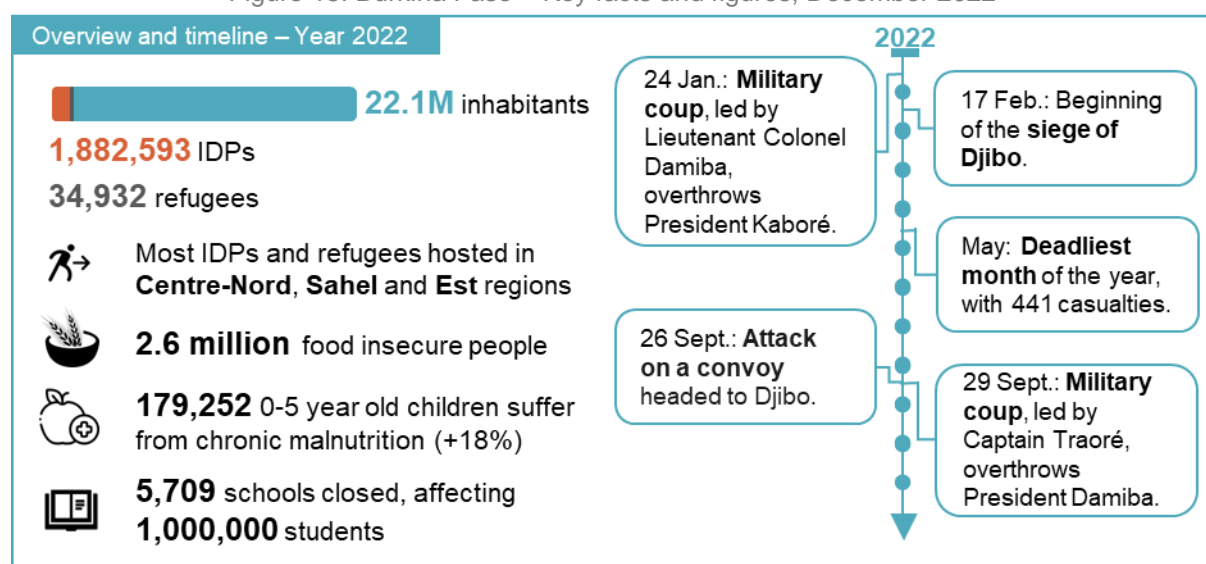 Overview and timeline – Year 2022
22.1M inhabitants
1,882,593 IDPs
34,932 refugees
Most IDPs and refugees hosted in
Centre-Nord, Sahel and Est regions
2.6 million food insecure people
179,252 0-5 year old children suffer
from chronic malnutrition (+18%)
5,709 schools closed, affecting
1,000,000 students
2022
24 Jan.: Military
coup, led by
Lieutenant Colonel
Damiba,
overthrows
President Kaboré.
17 Feb.: Beginning
of the siege of
Djibo.
May: Deadliest
month of the year,
with 441 casualties.
26 Sept.: Attack
on a convoy
headed to Djibo.
29 Sept.: Military
coup, led by
Captain Traoré,
overthrows
President Damiba.